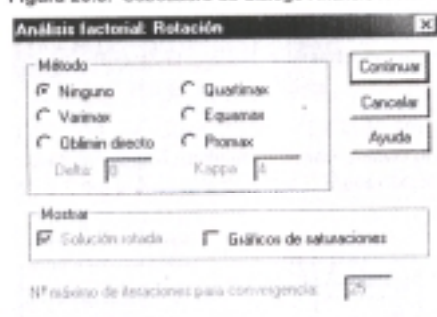 Análisis factorial: Rotación
Método
Ninguno
Quartimax
Varimax
Equamax
Oblimin directo
Promax
Delta: 0
Kappa 4
Continuar
Cancelar
Ayuda
Mostrar
Solución rotada
Gráficos de saturaciones
Nº máximo de iteraciones para convergencia: 25